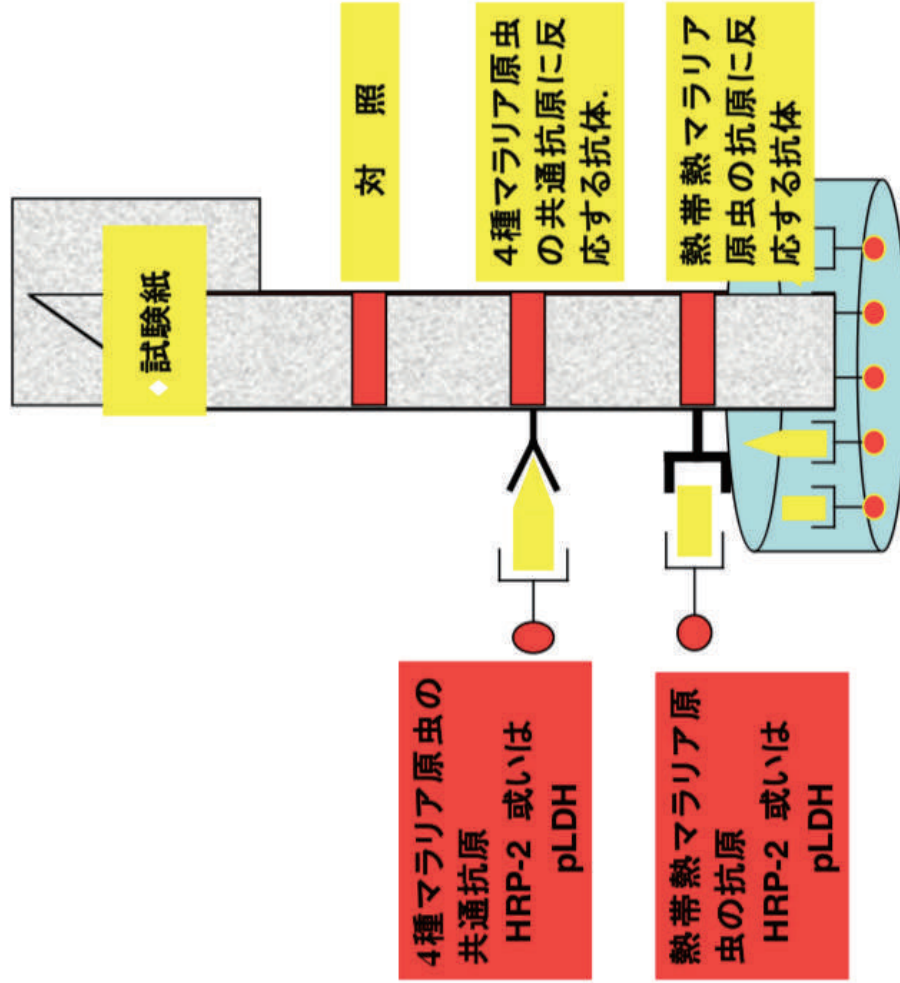 試験紙
対 照
4種マラリア原虫
の共通抗原に反
応する抗体.
熱帯熱マラリア
原虫の抗原に反
応する抗体
4種マラリア原虫の
共通抗原
HRP-2 或いは
pLDH
熱帯熱マラリア原
虫の抗原
HRP-2 或いは
pLDH